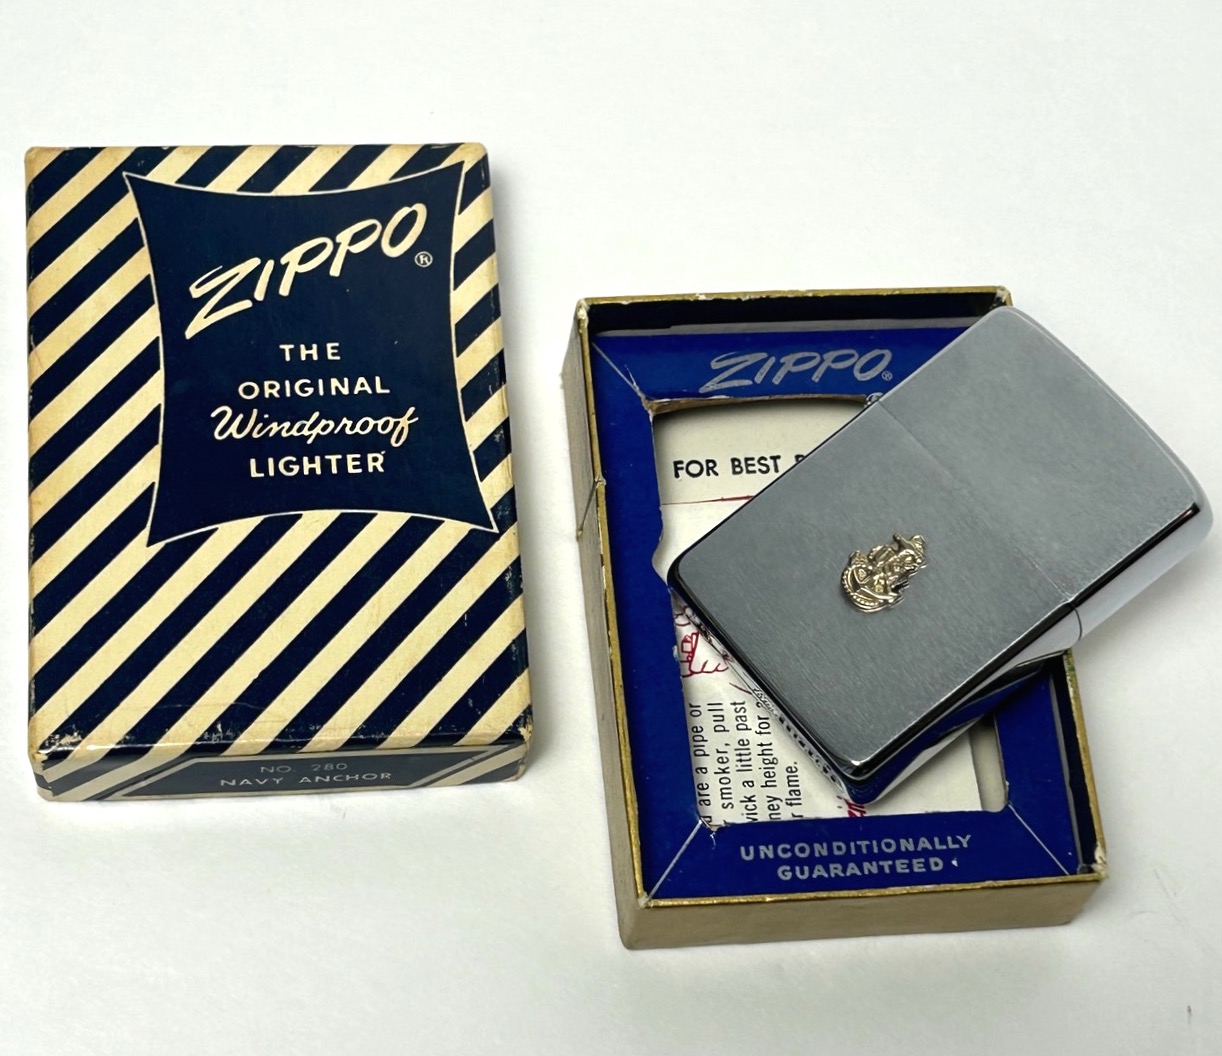 ZIPPO®
THE
ORIGINAL
Windproof
LIGHTER
NO. 280
NAVY ANCHOR
ZIPPO®
FOR BEST
are a pipe or
smoker, pull
wick a little past
ney height for
flame.
UNCONDITIONALLY
GUARANTEED